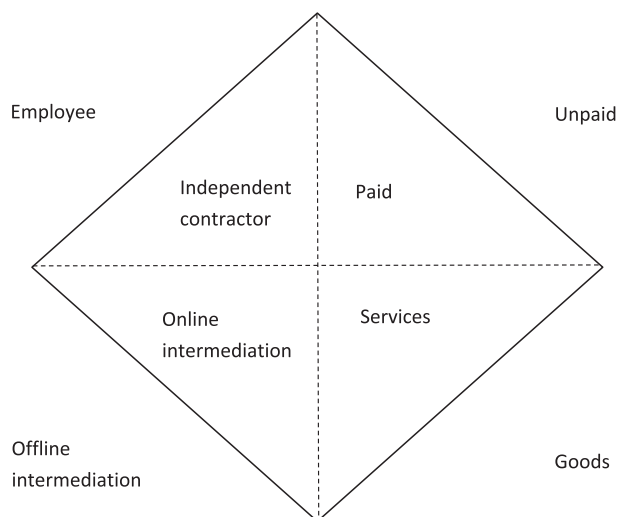 Employee
Unpaid
Independent
contractor
Paid
Online
intermediation
Services
Offline
intermediation
Goods